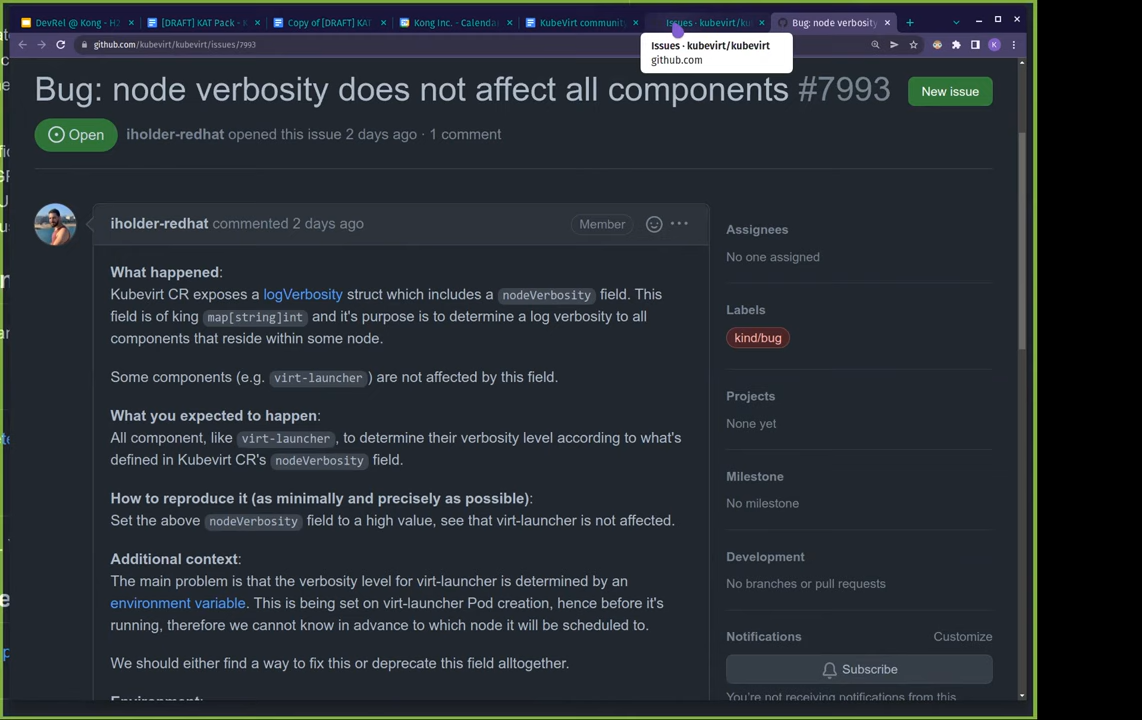 DevRel @ Kong - H2
[DRAFT] KAT Pack -
Copy of [DRAFT] KAT
Kong Inc. - Calenda
KubeVirt communit
Issues · kubevirt/ku
Bug: node verbosity
github.com/kubevirt/kubevirt/issues/7993
K
Issues · kubevirt/kubevirt
github.com
Bug: node verbosity does not affect all components #7993
New issue
Open
iholder-redhat opened this issue 2 days ago · 1 comment
iholder-redhat commented 2 days ago
Member
What happened:
Kubevirt CR exposes a logVerbosity struct which includes a nodeVerbosity field. This
field is of king map[string]int and it's purpose is to determine a log verbosity to all
components that reside within some node.
Some components (e.g. virt-launcher) are not affected by this field.
What you expected to happen:
All component, like virt-launcher, to determine their verbosity level according to what's
defined in Kubevirt CR's nodeVerbosity field.
How to reproduce it (as minimally and precisely as possible):
Set the above nodeVerbosity field to a high value, see that virt-launcher is not affected.
Additional context:
The main problem is that the verbosity level for virt-launcher is determined by an
environment variable. This is being set on virt-launcher Pod creation, hence before it's
running, therefore we cannot know in advance to which node it will be scheduled to.
We should either find a way to fix this or deprecate this field alltogether.
Environment:
Assignees
No one assigned
Labels
kind/bug
Projects
None yet
Milestone
No milestone
Development
No branches or pull requests
Notifications
Customize
Subscribe
You're not receiving notifications from this